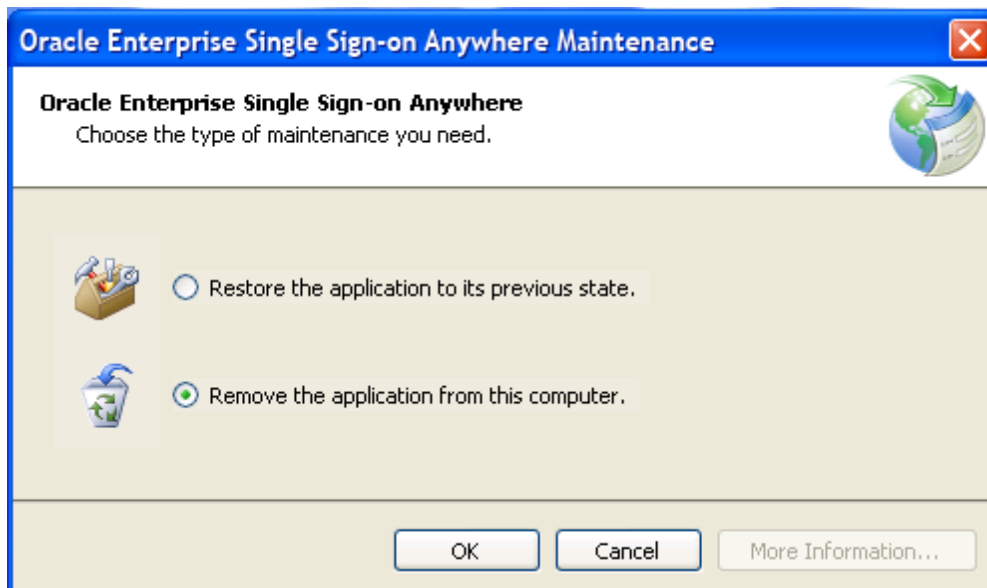 Oracle Enterprise Single Sign-on Anywhere Maintenance
Oracle Enterprise Single Sign-on Anywhere
Choose the type of maintenance you need.
Restore the application to its previous state.
Remove the application from this computer.
OK
Cancel
More Information...